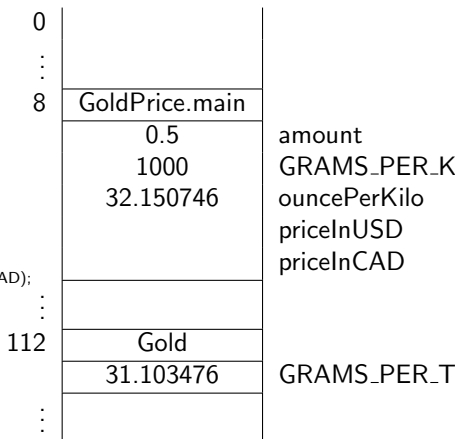 0
⋮
8 GoldPrice.main
0.5 amount
1000 GRAMS_PER_K
32.150746 ouncePerKilo
priceInUSD
priceInCAD
AD);
⋮
112 Gold
31.103476 GRAMS_PER_T
⋮